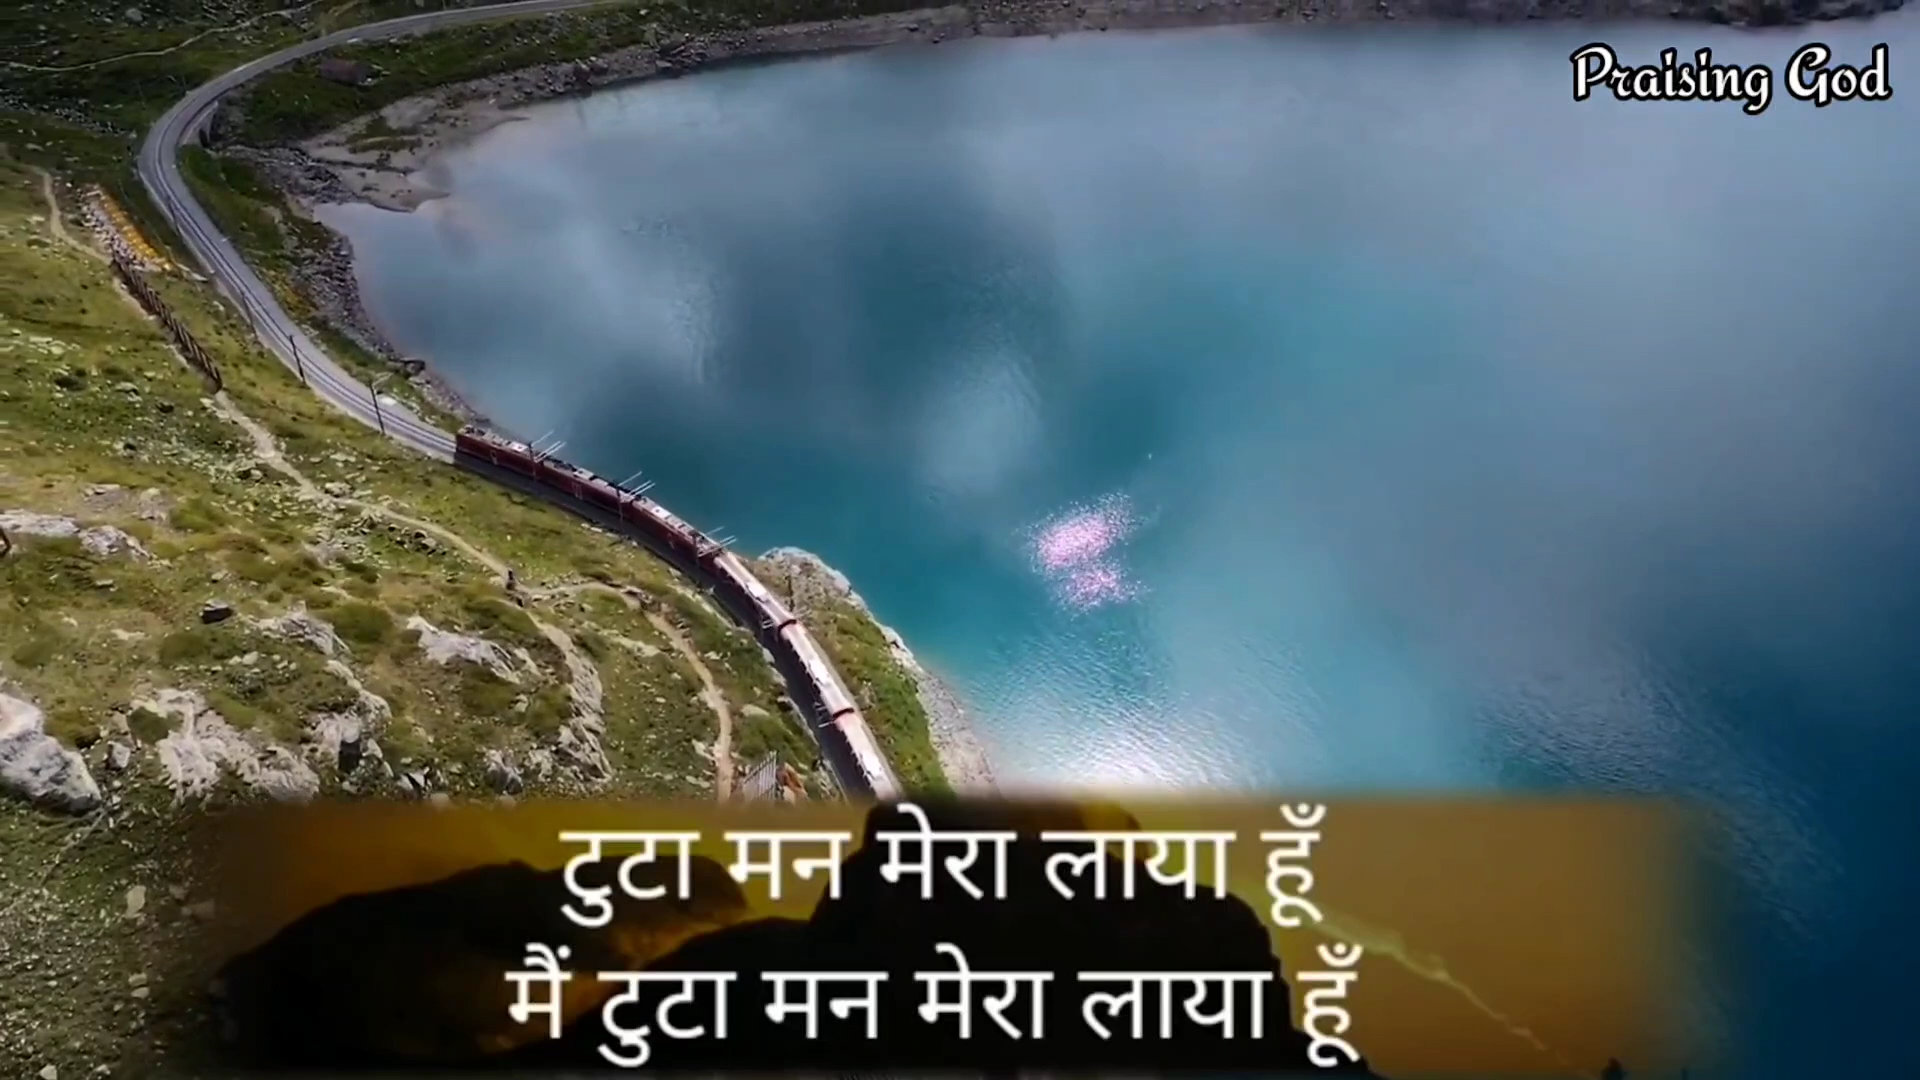 Praising God
टुटा मन मेरा लाया हूँ
मैं टुटा मन मेरा लाया हूँ